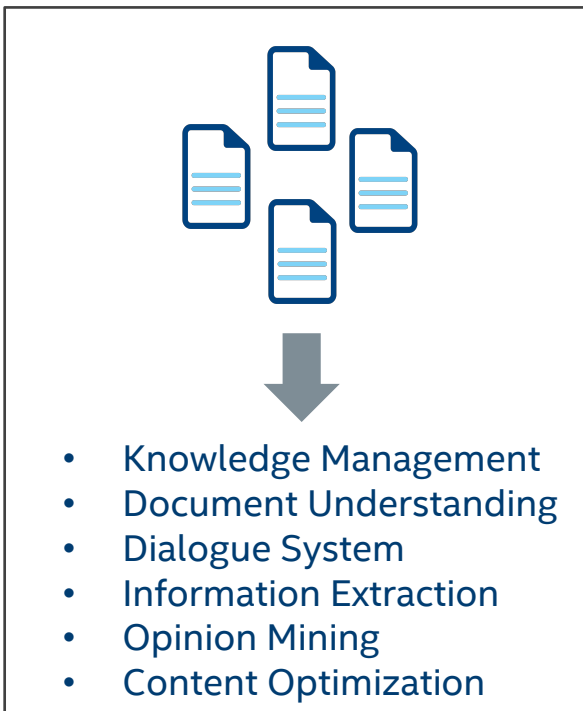 • Knowledge Management
• Document Understanding
• Dialogue System
• Information Extraction
• Opinion Mining
• Content Optimization